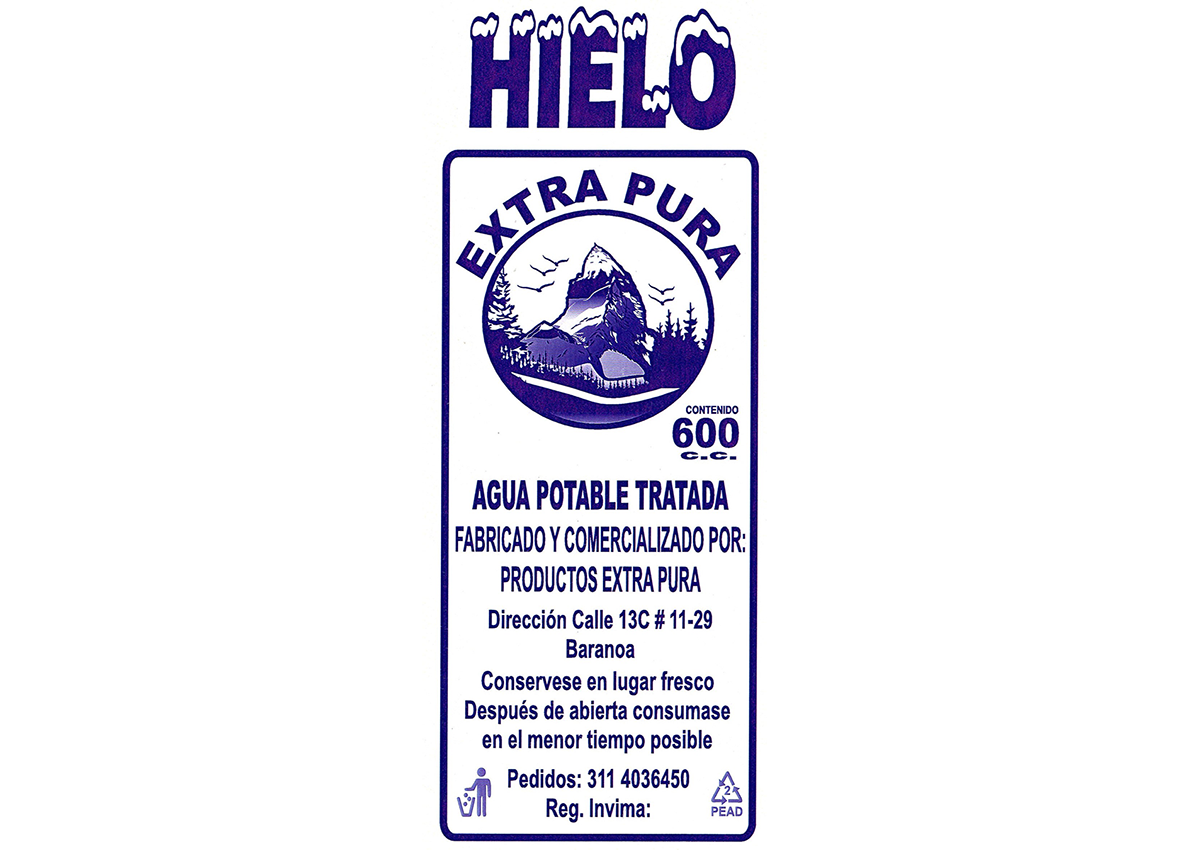 HIELO
EXTRA PURA
CONTENIDO
600
c.c.
AGUA POTABLE TRATADA
FABRICADO Y COMERCIALIZADO POR:
PRODUCTOS EXTRA PURA
Dirección Calle 13C # 11-29
Baranoa
Conservese en lugar fresco
Después de abierta consumase
en el menor tiempo posible
Pedidos: 311 4036450
Reg. Invima:
2
PEAD